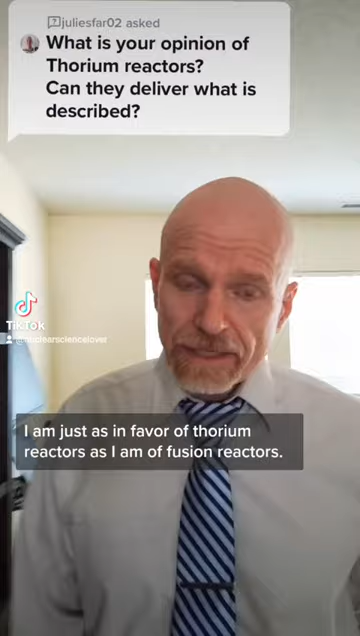 juliesfar02 asked
What is your opinion of
Thorium reactors?
Can they deliver what is
described?
TikTok
@nuclearsciencelover
I am just as in favor of thorium
reactors as I am of fusion reactors.